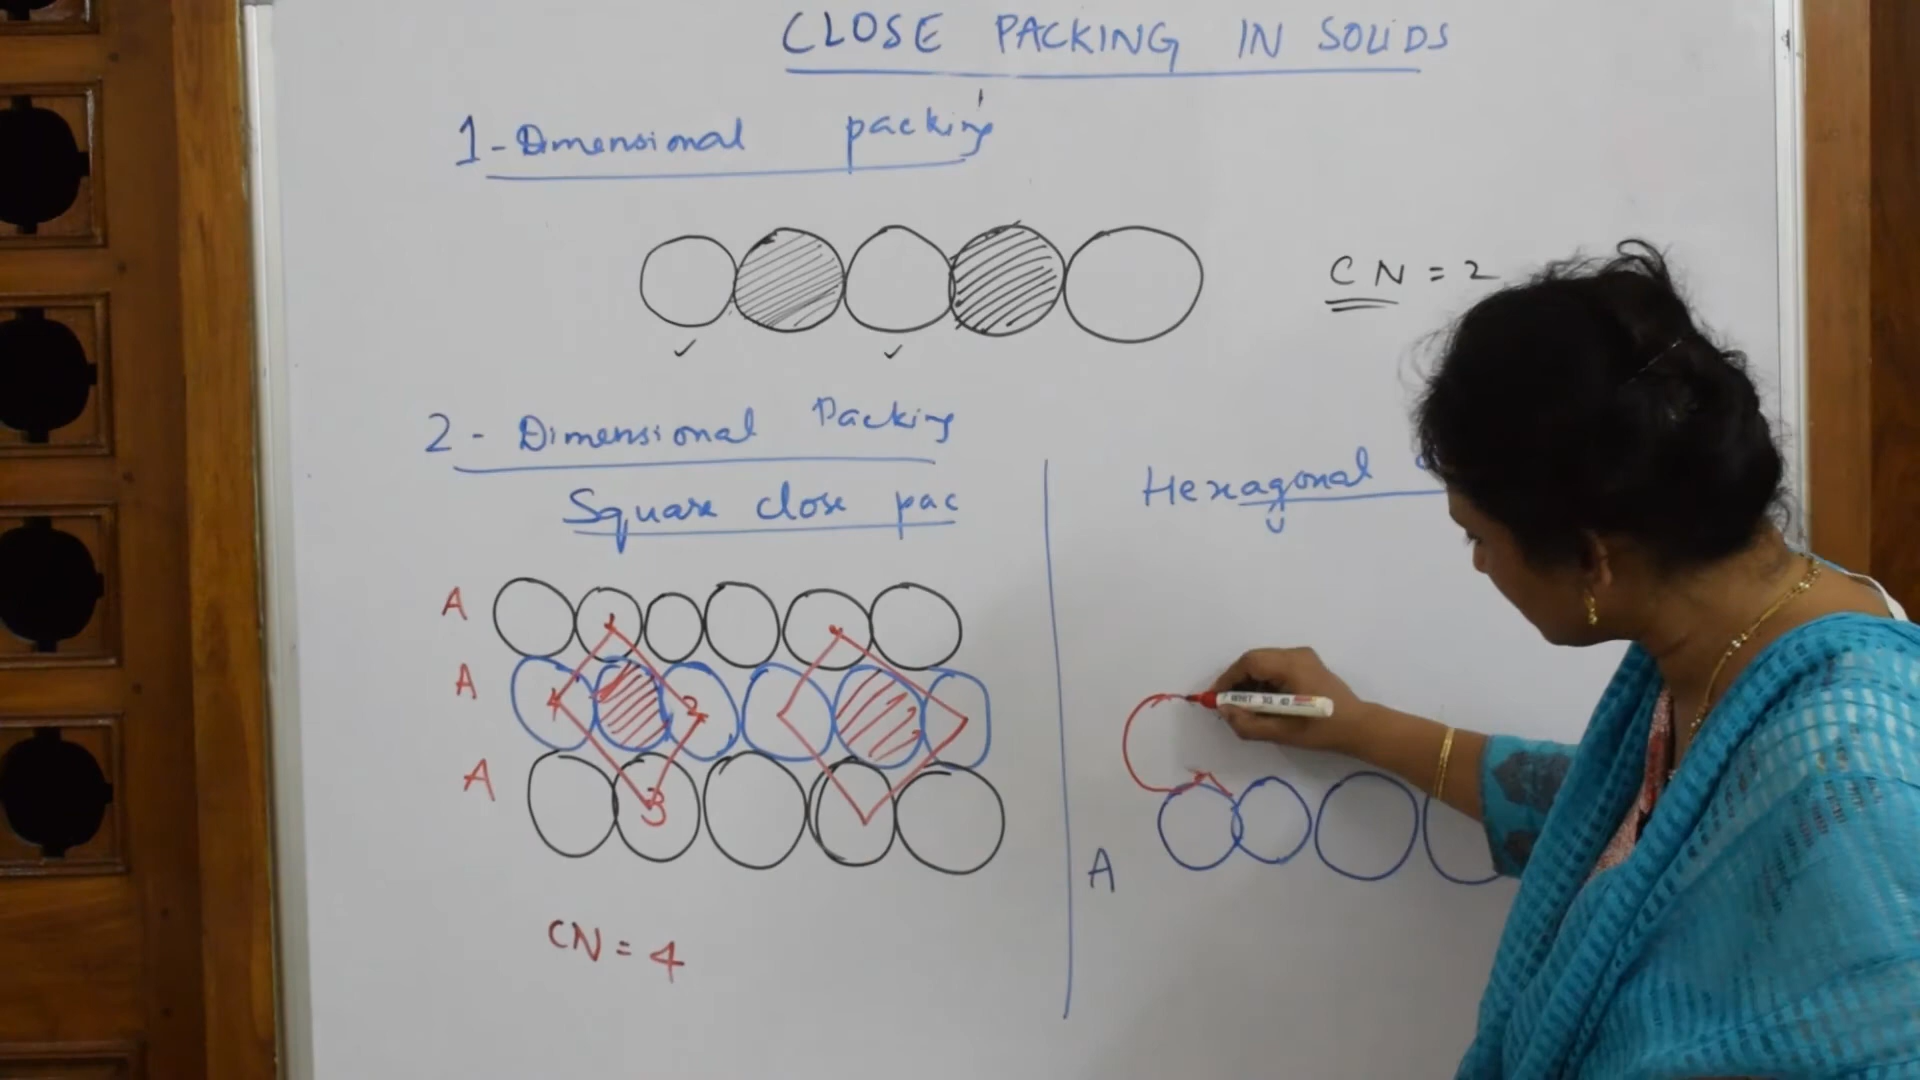 CLOSE PACKING IN SOLIDS
1-Dimensional packing
CN = 2
2 - Dimensional Packing
Square close pac
Hexagonal
A
A
4 2
A
3
A
CN = 4